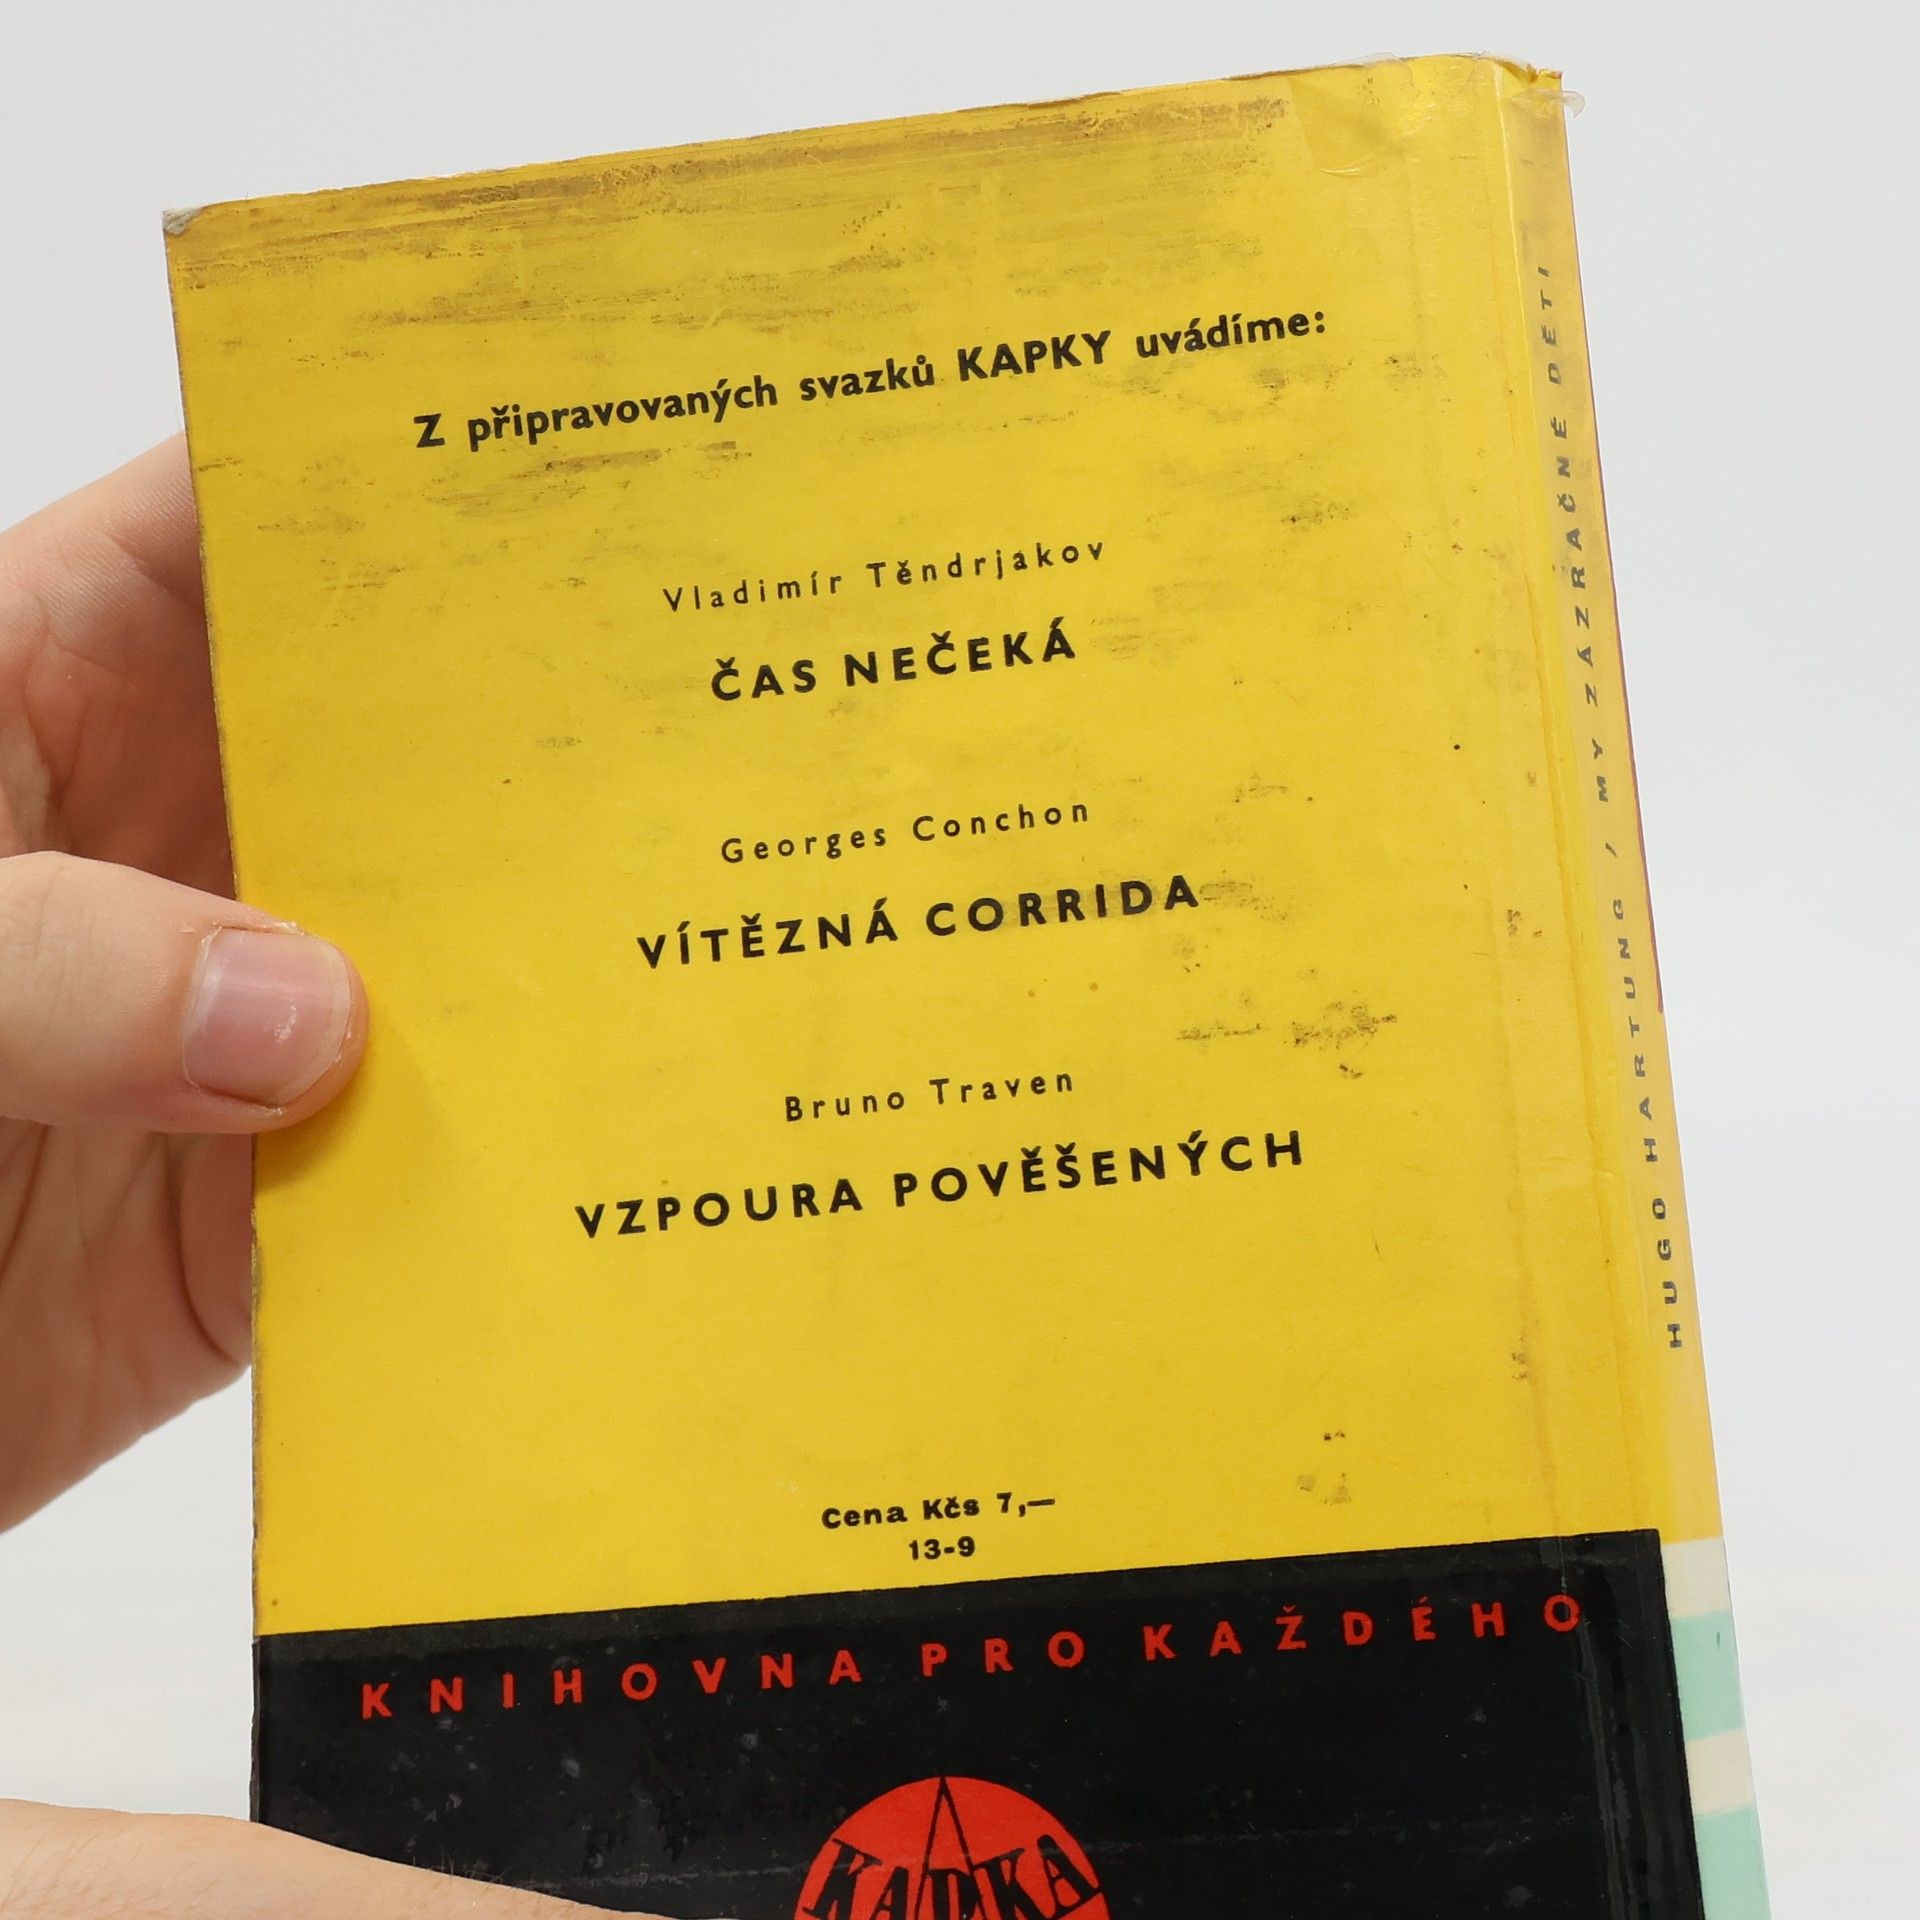 Z připravovaných svazků KAPKY uvádíme:
Vladimír Těndrjakov
ČAS NEČEKÁ
Georges Conchon
VÍTĚZNÁ CORRIDA
Bruno Traven
VZPOURA POVĚŠENÝCH
Cena Kčs 7,—
13-9
KNIHOVNA PRO KAŽDÉHO
KAPKA
HUGO HARTUNG / MY ZÁZRAČNÉ DĚTI